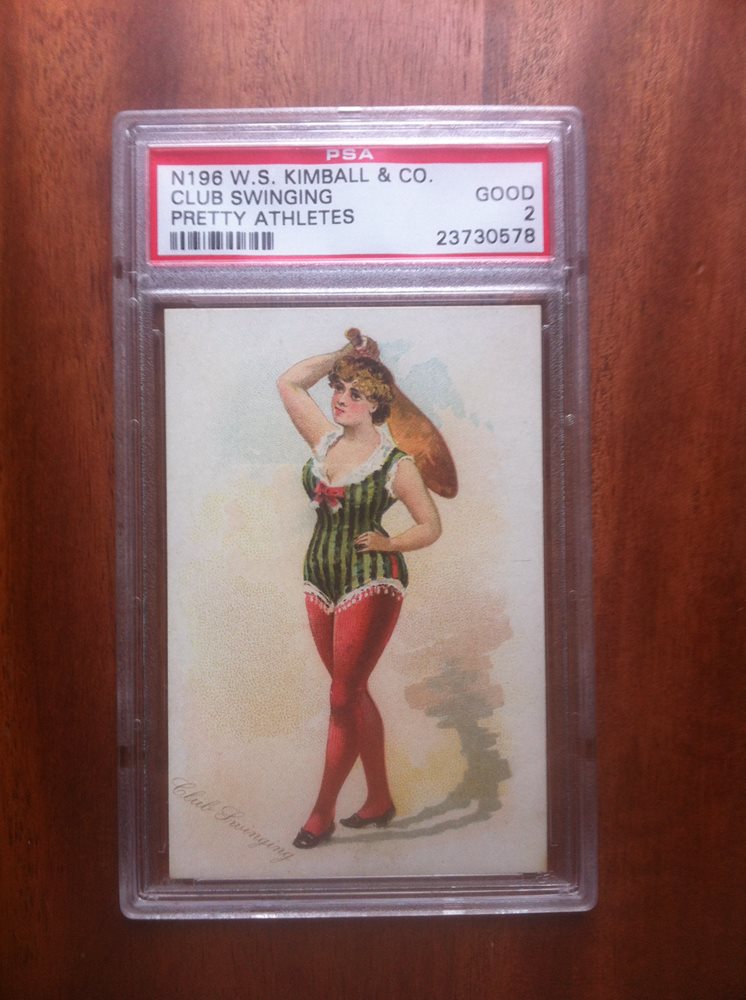 PSA
N196 W.S. KIMBALL & CO.
CLUB SWINGING GOOD
PRETTY ATHLETES 2
23730578
Club Swinging